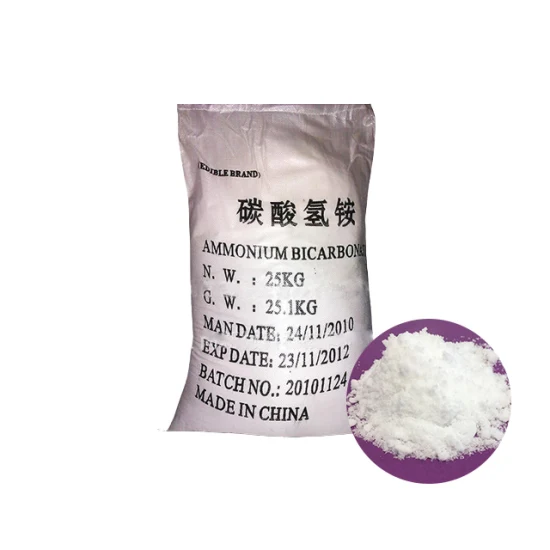 (EDIBLE BRAND)
碳酸氢铵
AMMONIUM BICARBONATE
N. W. : 25KG
G. W. : 25.1KG
MAN DATE: 24/11/2010
EXP DATE: 23/11/2012
BATCH NO.: 20101124
MADE IN CHINA